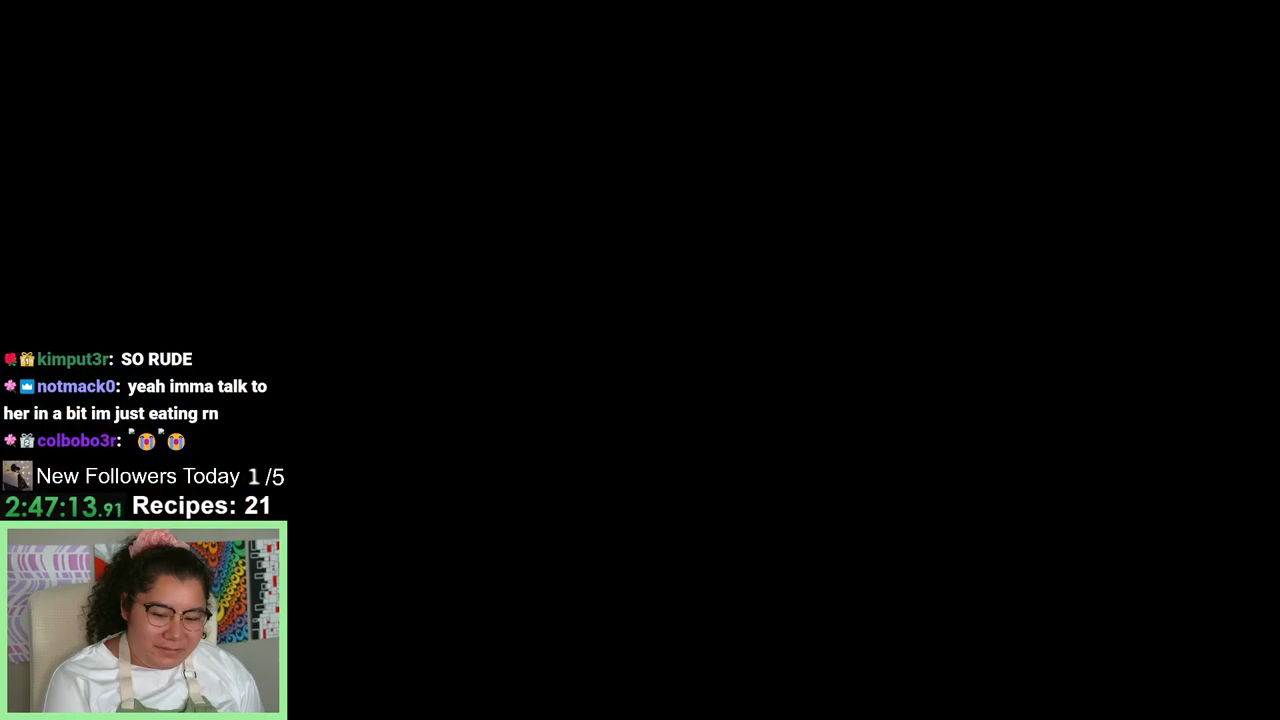 kimput3r: SO RUDE
notmack0: yeah imma talk to
her in a bit im just eating rn
colbobo3r: 😭😭
New Followers Today 1/5
2:47:13.91 Recipes: 21